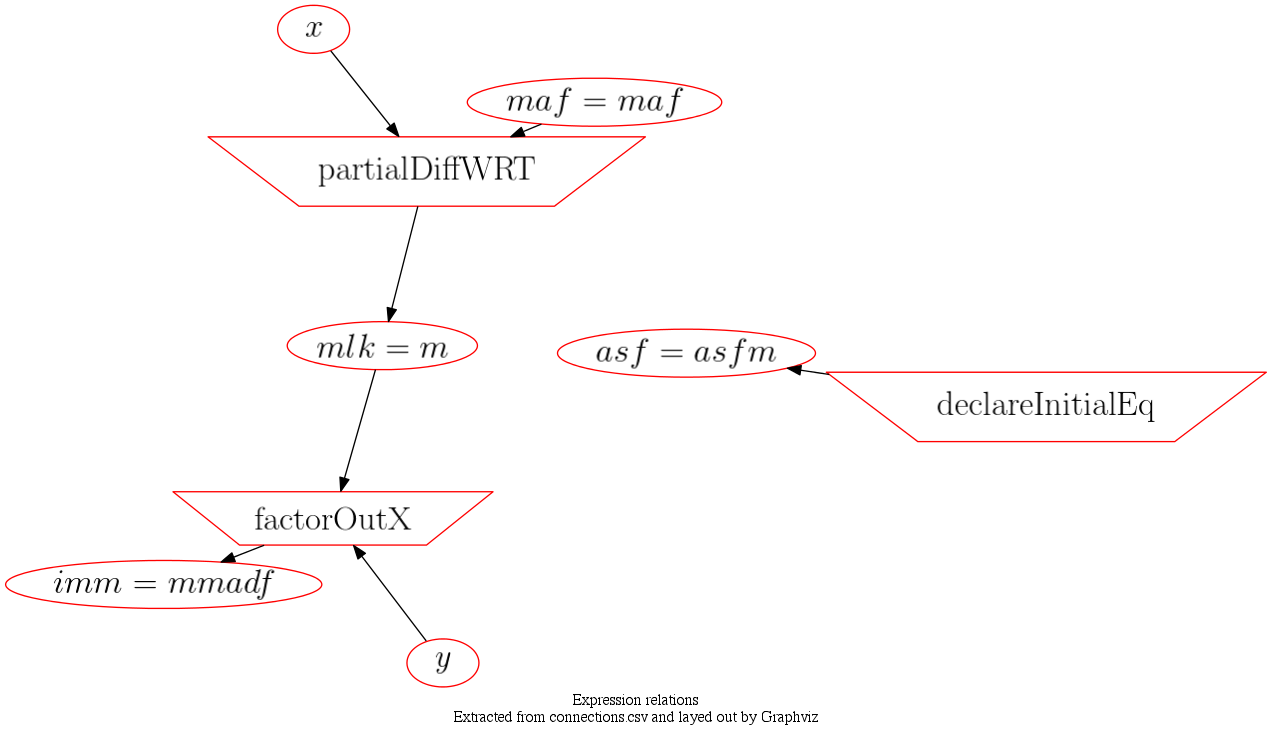 x
maf = maf
partialDiffWRT
mlk = m
asf = asfm
declareInitialEq
factorOutX
imm = mmadf
y
Expression relations
Extracted from connections.csv and layed out by Graphviz